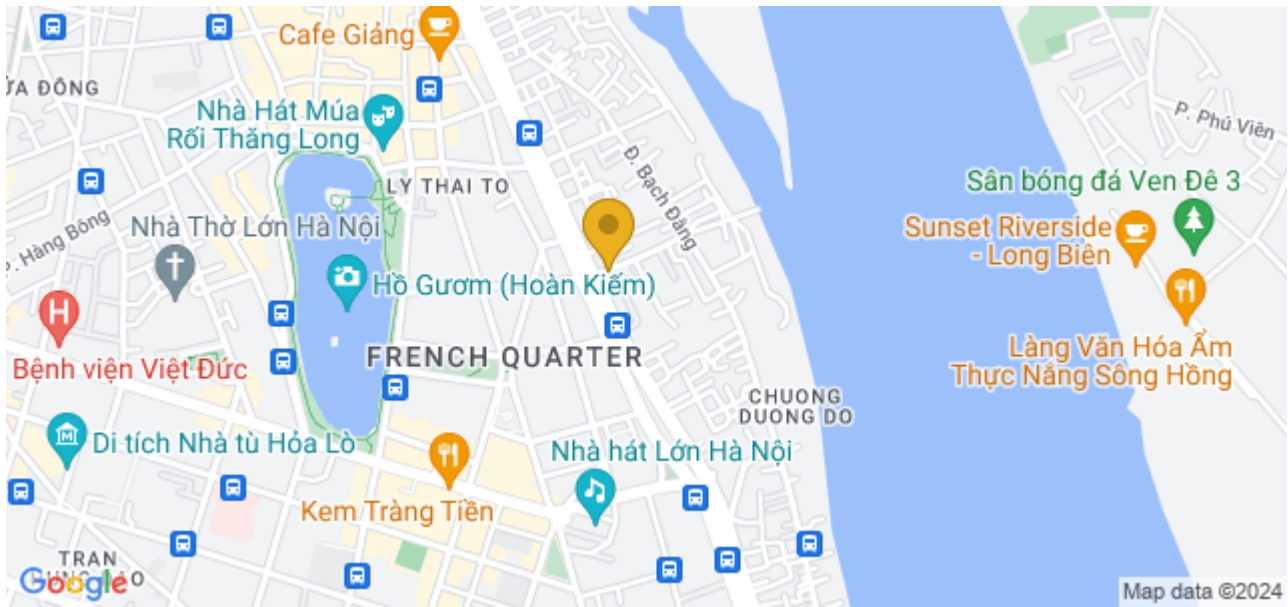 Cafe Giảng
ỬA ĐÔNG
Nhà Hát Múa
Rối Thăng Long
P. Phú Viên
Đ. Bạch Đằng
LY THAI TO
Sân bóng đá Ven Đê 3
P. Hàng Bông
Nhà Thờ Lớn Hà Nội
Sunset Riverside
- Long Biên
Hồ Gươm (Hoàn Kiếm)
H
Bệnh viện Việt Đức
FRENCH QUARTER
Làng Văn Hóa Ẩm
Thực Nắng Sông Hồng
CHUONG
DUONG DO
Di tích Nhà tù Hỏa Lò
Nhà hát Lớn Hà Nội
Kem Tràng Tiền
TRAN
Google
Map data ©2024